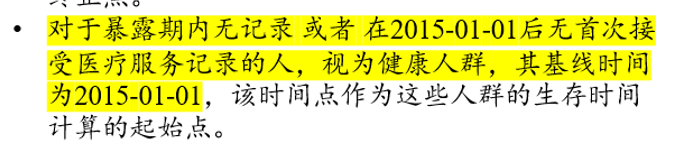 • 对于暴露期内无记录 或者 在2015-01-01后无首次接
受医疗服务记录的人，视为健康人群，其基线时间
为2015-01-01，该时间点作为这些人群的生存时间
计算的起始点。